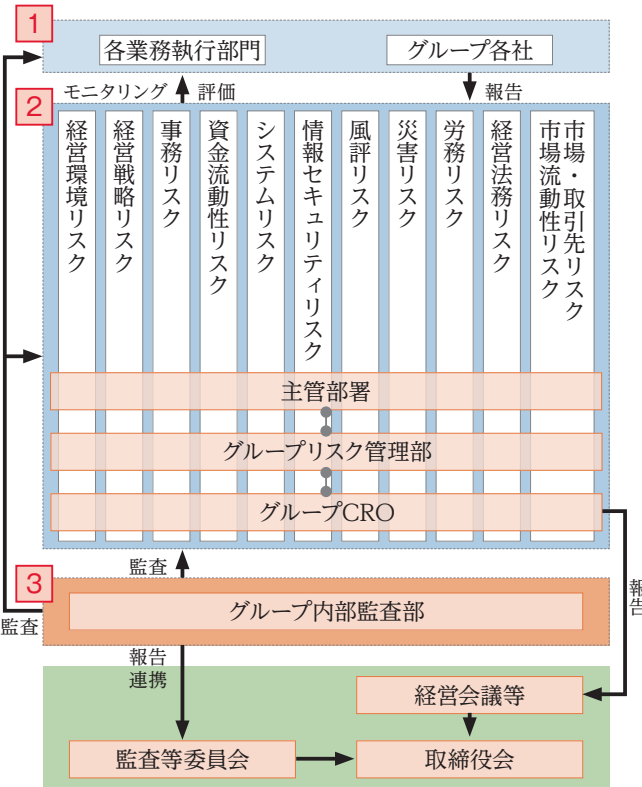 1
各業務執行部門
グループ各社
モニタリング
評価
報告
2
経営環境リスク
経営戦略リスク
事務リスク
資金流動性リスク
システムリスク
情報セキュリティリスク
風評リスク
災害リスク
労務リスク
経営法務リスク
市場・取引先リスク
市場流動性リスク
主管部署
グループリスク管理部
グループCRO
監査
報告
3
グループ内部監査部
監査
報告
連携
経営会議等
監査等委員会
取締役会